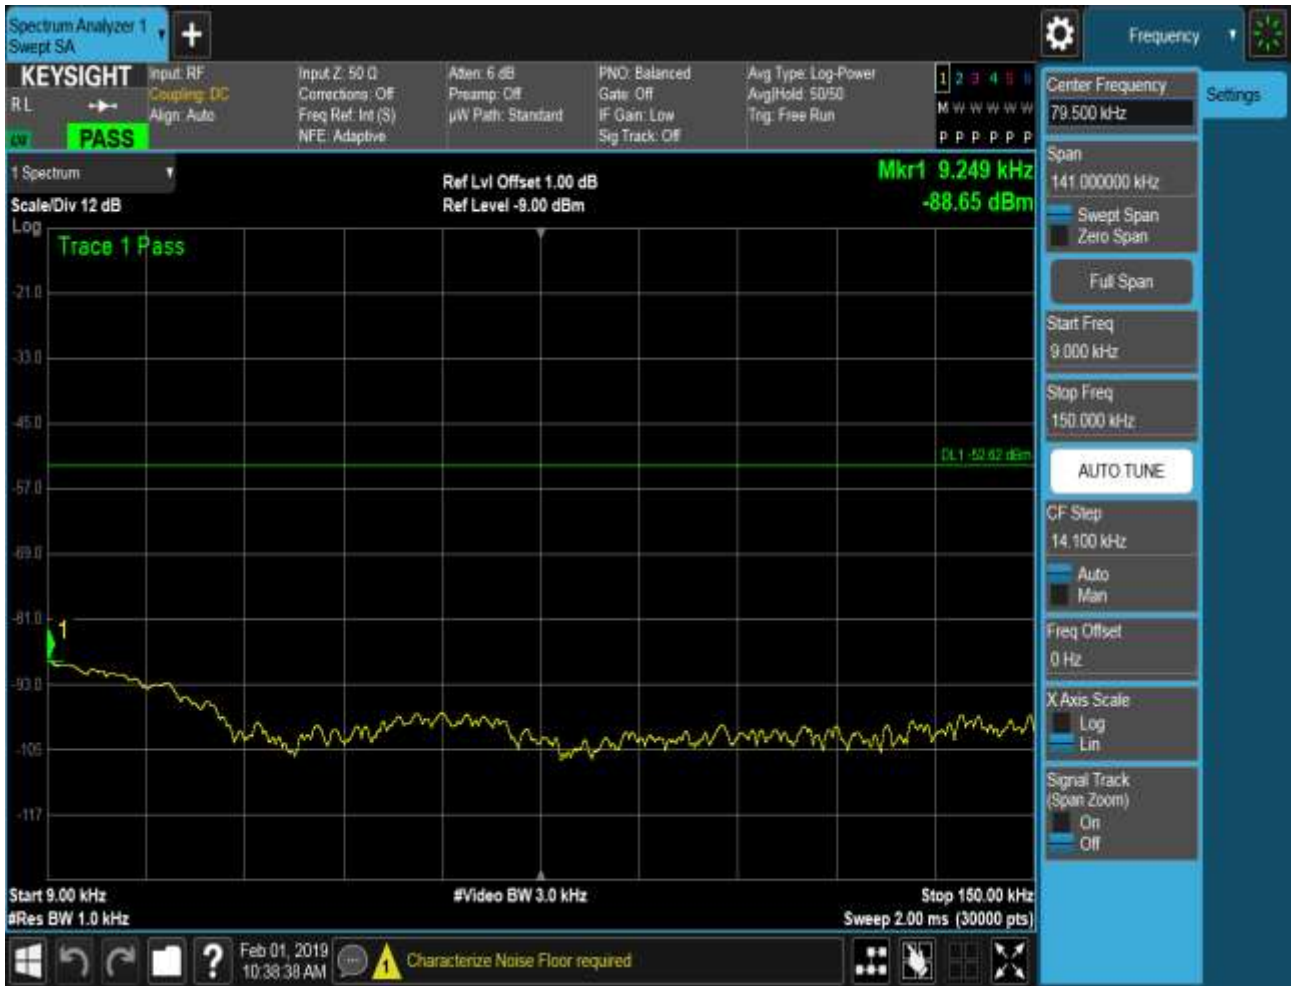 Spectrum Analyzer 1
Swept SA
Frequency
KEYSIGHT
Input: RF
Coupling: DC
Align: Auto
Input Z: 50 Ω
Corrections: Off
Freq Ref: Int (S)
NFE: Adaptive
Atten: 6 dB
Preamp: Off
µW Path: Standard
PNO: Balanced
Gate: Off
IF Gain: Low
Sig Track: Off
Avg Type: Log-Power
Avg|Hold: 50/50
Trig: Free Run
1 2 3 4 5 6
M W W W W W
P P P P P P
R L
PASS
1 Spectrum
Scale/Div 12 dB
Ref Lvl Offset 1.00 dB
Ref Level -9.00 dBm
Mkr1 9.249 kHz
-88.65 dBm
Log
Trace 1 Pass
-21.0
-33.0
-45.0
DL1 -52.62 dBm
-57.0
-69.0
-81.0
1
-93.0
-105
-117
Start 9.00 kHz
#Res BW 1.0 kHz
#Video BW 3.0 kHz
Stop 150.00 kHz
Sweep 2.00 ms (30000 pts)
Center Frequency
79.500 kHz
Settings
Span
141.000000 kHz
Swept Span
Zero Span
Full Span
Start Freq
9.000 kHz
Stop Freq
150.000 kHz
AUTO TUNE
CF Step
14.100 kHz
Auto
Man
Freq Offset
0 Hz
X Axis Scale
Log
Lin
Signal Track
(Span Zoom)
On
Off
?
Feb 01, 2019
10:38:38 AM
1
Characterize Noise Floor required